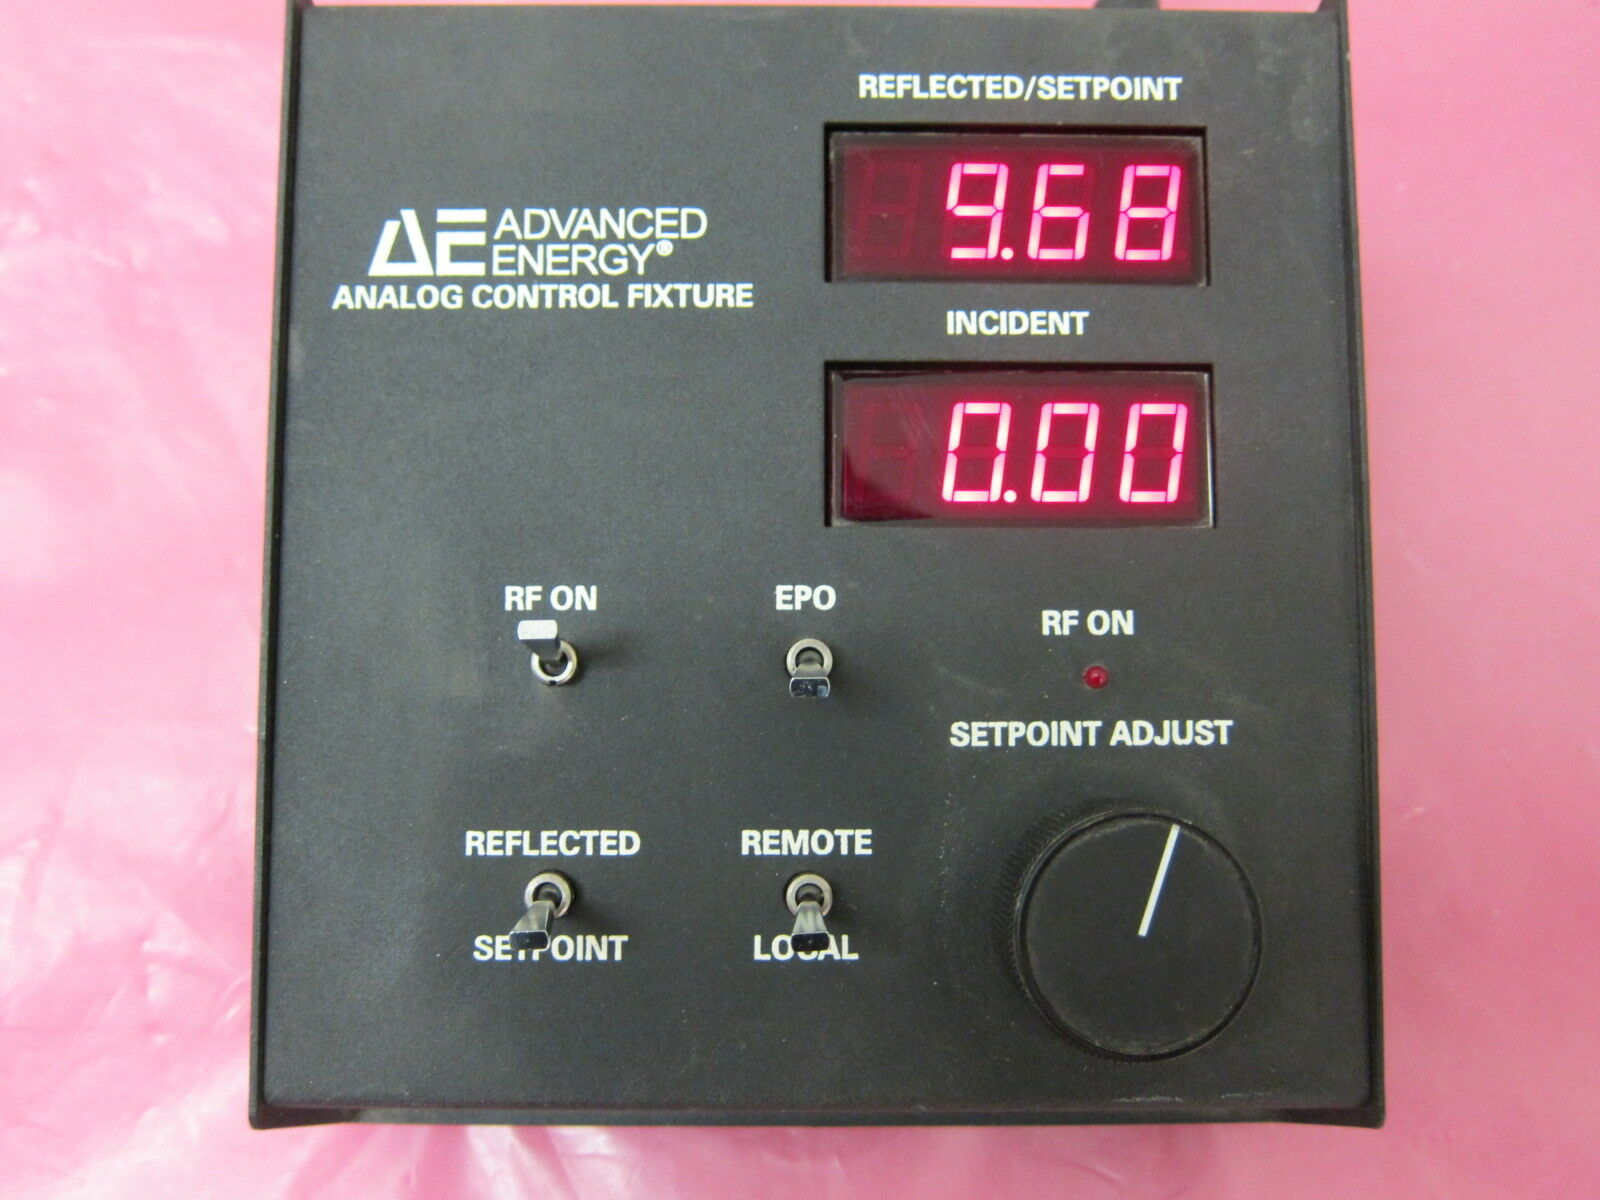 REFLECTED/SETPOINT
9.68
AE ADVANCED
ENERGY®
ANALOG CONTROL FIXTURE
INCIDENT
0.00
RF ON
EPO
RF ON
SETPOINT ADJUST
REFLECTED
REMOTE
SETPOINT
LOCAL